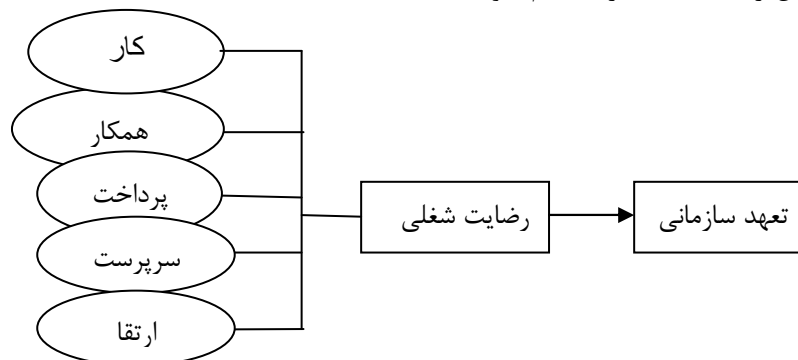 کار
همکار
پرداخت
سرپرست
ارتقا
رضایت شغلی
تعهد سازمانی